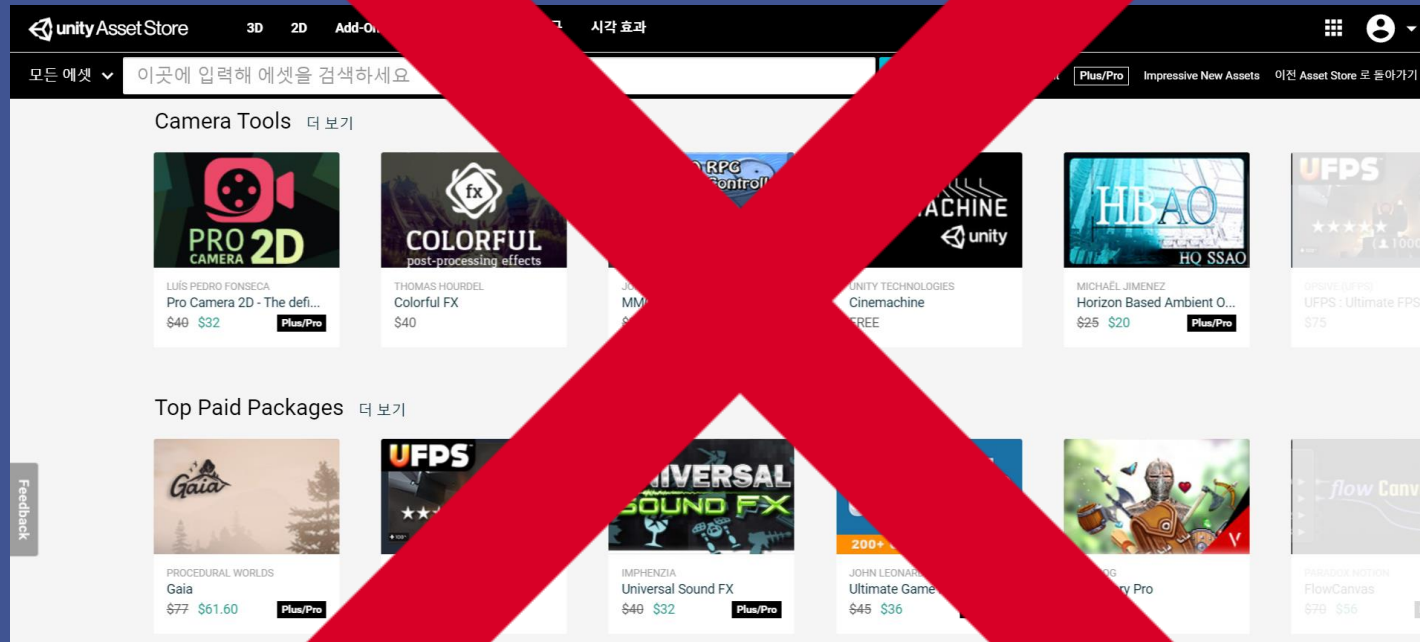 unity Asset Store
3D 2D 시각 효과
모든 에셋 이곳에 입력해 에셋을 검색하세요 Plus/Pro Impressive New Assets 이전 Asset Store 로 돌아가기
Camera Tools 더 보기
PRO 2D
CAMERA
fx
COLORFUL
post-processing effects
RPG
unity
HBAO
HQ SSAO
UFPS
LUÍS PEDRO FONSECA
Pro Camera 2D - The defi...
$40 $32 Plus/Pro
THOMAS HOURDEL
Colorful FX
$40
UNITY TECHNOLOGIES
Cinemachine
FREE
MICHAËL JIMENEZ
Horizon Based Ambient O...
$25 $20 Plus/Pro
OPSIVE (UFPS)
UFPS : Ultimate FPS
$75
Top Paid Packages 더 보기
Feedback
Gaia
UFPS
SOUND FX
200+
flow
PROCEDURAL WORLDS
Gaia
$77 $61.60 Plus/Pro
IMPHENZIA
Universal Sound FX
$40 $32 Plus/Pro
JOHN
Ultimate Game
$45 $36
Pro
PARADOX NOTION
FlowCanvas
$70 $56